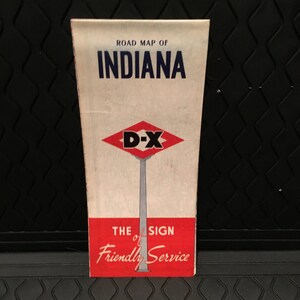 ROAD MAP OF
INDIANA
D-X
THE of SIGN
Friendly Service